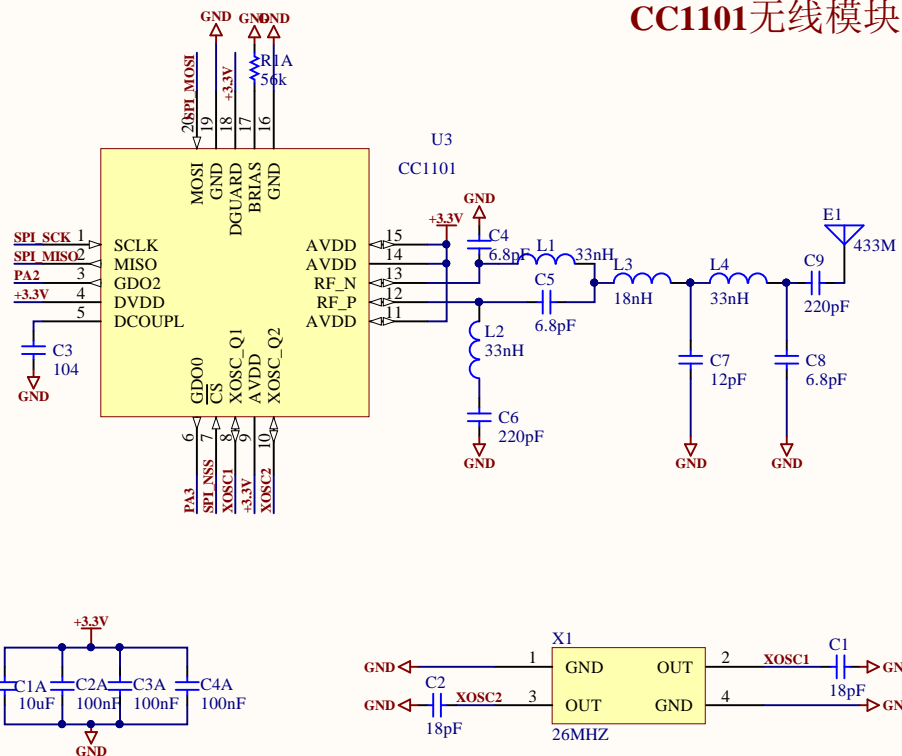 CC1101无线模块
GND
GND
GND
R1A
56k
SPI_MOSI
+3.3V
20
19
18
17
16
U3
CC1101
MOSI
GND
DGUARD
BRIAS
GND
SPI_SCK 1 SCLK
SPI_MISO 2 MISO
PA2 3 GDO2
+3.3V 4 DVDD
5 DCOUPL
AVDD 15
AVDD 14
RF_N 13
RF_P 12
AVDD 11
+3.3V
GND
C4
6.8pF
L1
33nH
C5
6.8pF
L2
33nH
C6
220pF
GND
L3
18nH
L4
33nH
C7
12pF
GND
C8
6.8pF
GND
C9
220pF
E1
433M
C3
104
GND
GDO0
CS
XOSC_Q1
AVDD
XOSC_Q2
6
7
8
9
10
PA3
SPI_NSS
XOSC1
+3.3V
XOSC2
+3.3V
C1A
10uF
C2A
100nF
C3A
100nF
C4A
100nF
GND
X1
GND 1 GND
OUT 2 XOSC1
C1
18pF
GND
C2
18pF
XOSC2 3 OUT
GND 4
26MHZ